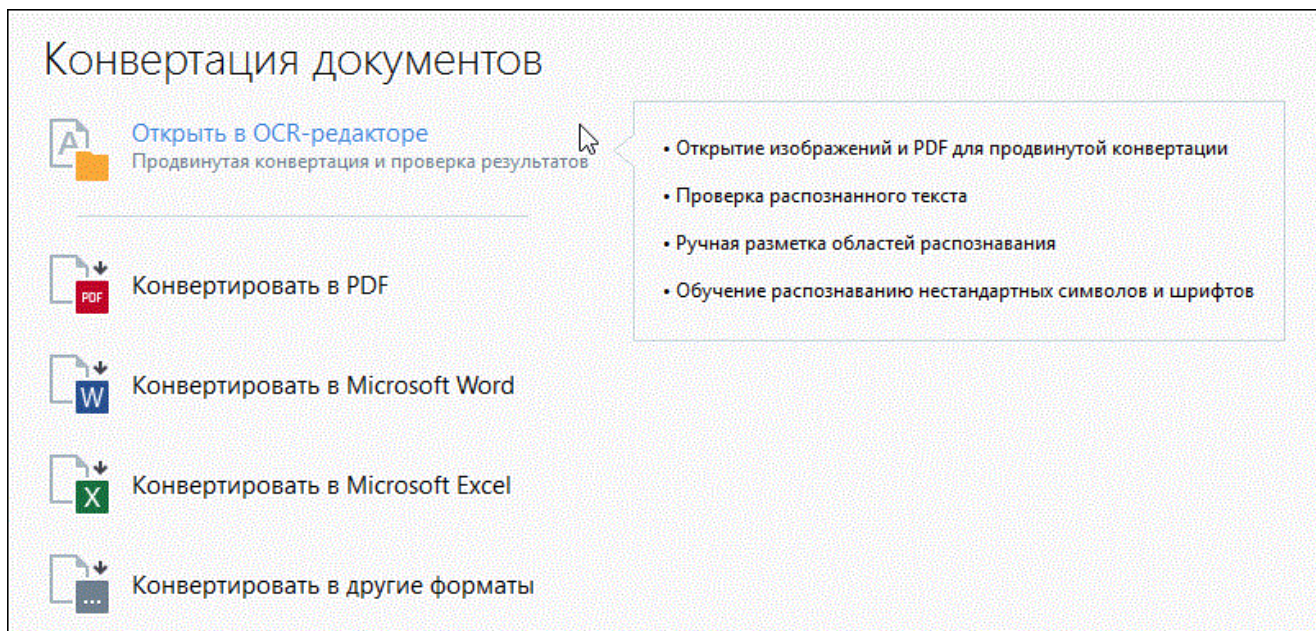 Конвертация документов
Открыть в OCR-редакторе
Продвинутая конвертация и проверка результатов
• Открытие изображений и PDF для продвинутой конвертации
• Проверка распознанного текста
• Ручная разметка областей распознавания
• Обучение распознаванию нестандартных символов и шрифтов
A
PDF
Конвертировать в PDF
W
Конвертировать в Microsoft Word
X
Конвертировать в Microsoft Excel
...
Конвертировать в другие форматы